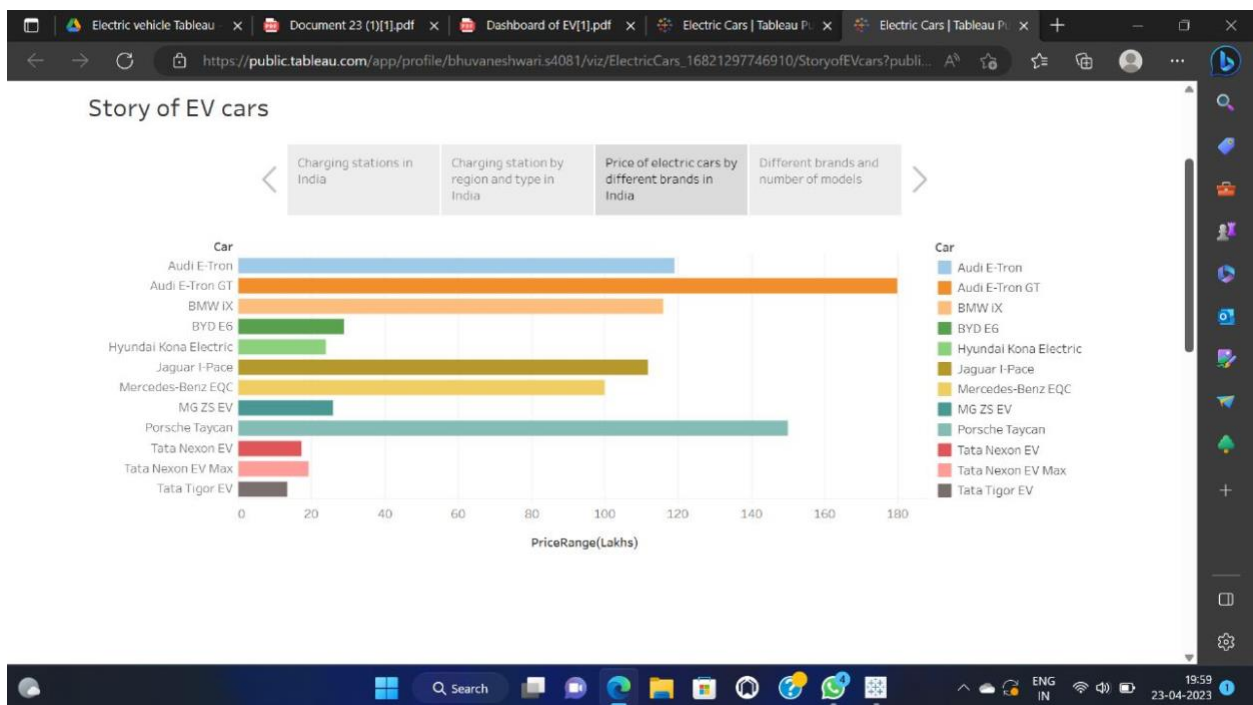 Electric vehicle Tableau -
Document 23 (1)[1].pdf
Dashboard of EV[1].pdf
Electric Cars | Tableau Pu
Electric Cars | Tableau Pu
https://public.tableau.com/app/profile/bhuvaneshwari.s4081/viz/ElectricCars_16821297746910/StoryofEVcars?publi...
Story of EV cars
Charging stations in
India
Charging station by
region and type in
India
Price of electric cars by
different brands in
India
Different brands and
number of models
Car
Audi E-Tron
Audi E-Tron GT
BMW iX
BYD E6
Hyundai Kona Electric
Jaguar I-Pace
Mercedes-Benz EQC
MG ZS EV
Porsche Taycan
Tata Nexon EV
Tata Nexon EV Max
Tata Tigor EV
0 20 40 60 80 100 120 140 160 180
PriceRange(Lakhs)
Car
Audi E-Tron
Audi E-Tron GT
BMW iX
BYD E6
Hyundai Kona Electric
Jaguar I-Pace
Mercedes-Benz EQC
MG ZS EV
Porsche Taycan
Tata Nexon EV
Tata Nexon EV Max
Tata Tigor EV
Search
4
ENG
IN
19:59
23-04-2023
1